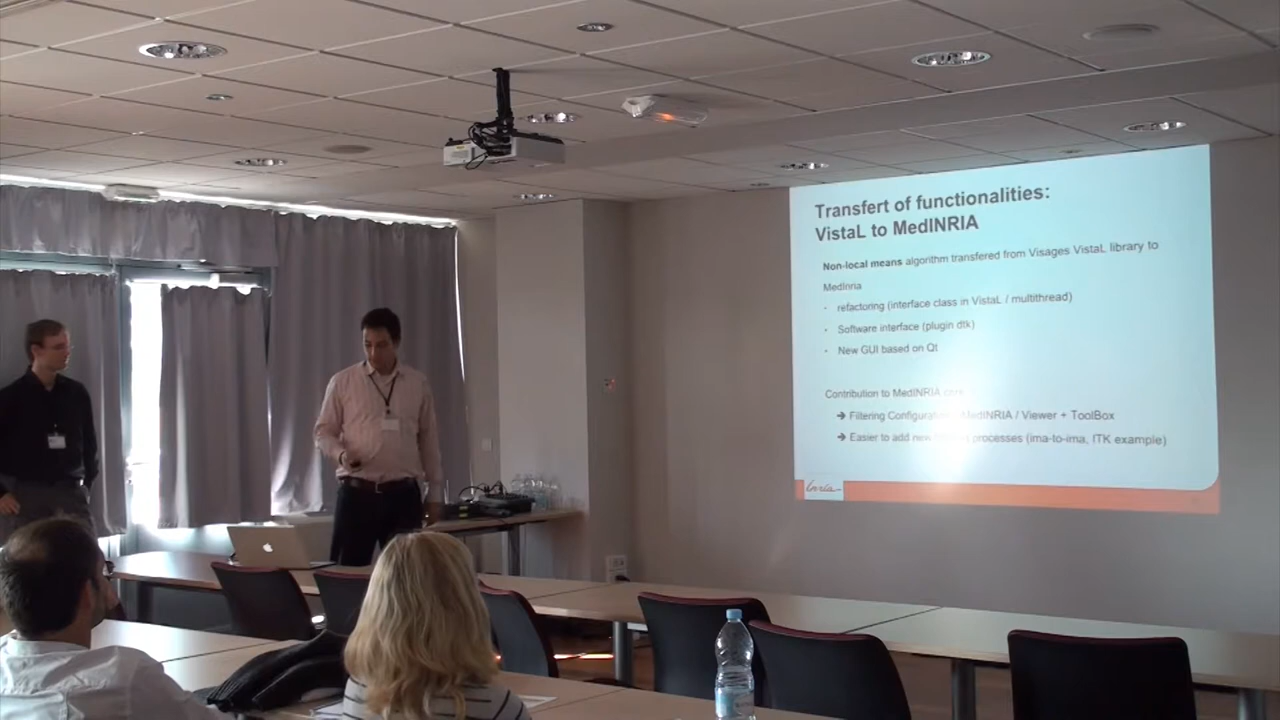 Transfert of functionalities:
VistaL to MedINRIA
Non-local means algorithm transfered from Visages VistaL library to
MedInria
- refactoring (interface class in VistaL / multithread)
- Software interface (plugin dtk)
- New GUI based on Qt
Contribution to MedINRIA
➔ Filtering MedINRIA / Viewer + ToolBox
➔ Easier to add new processes (ima-to-ima, ITK example)
Inria